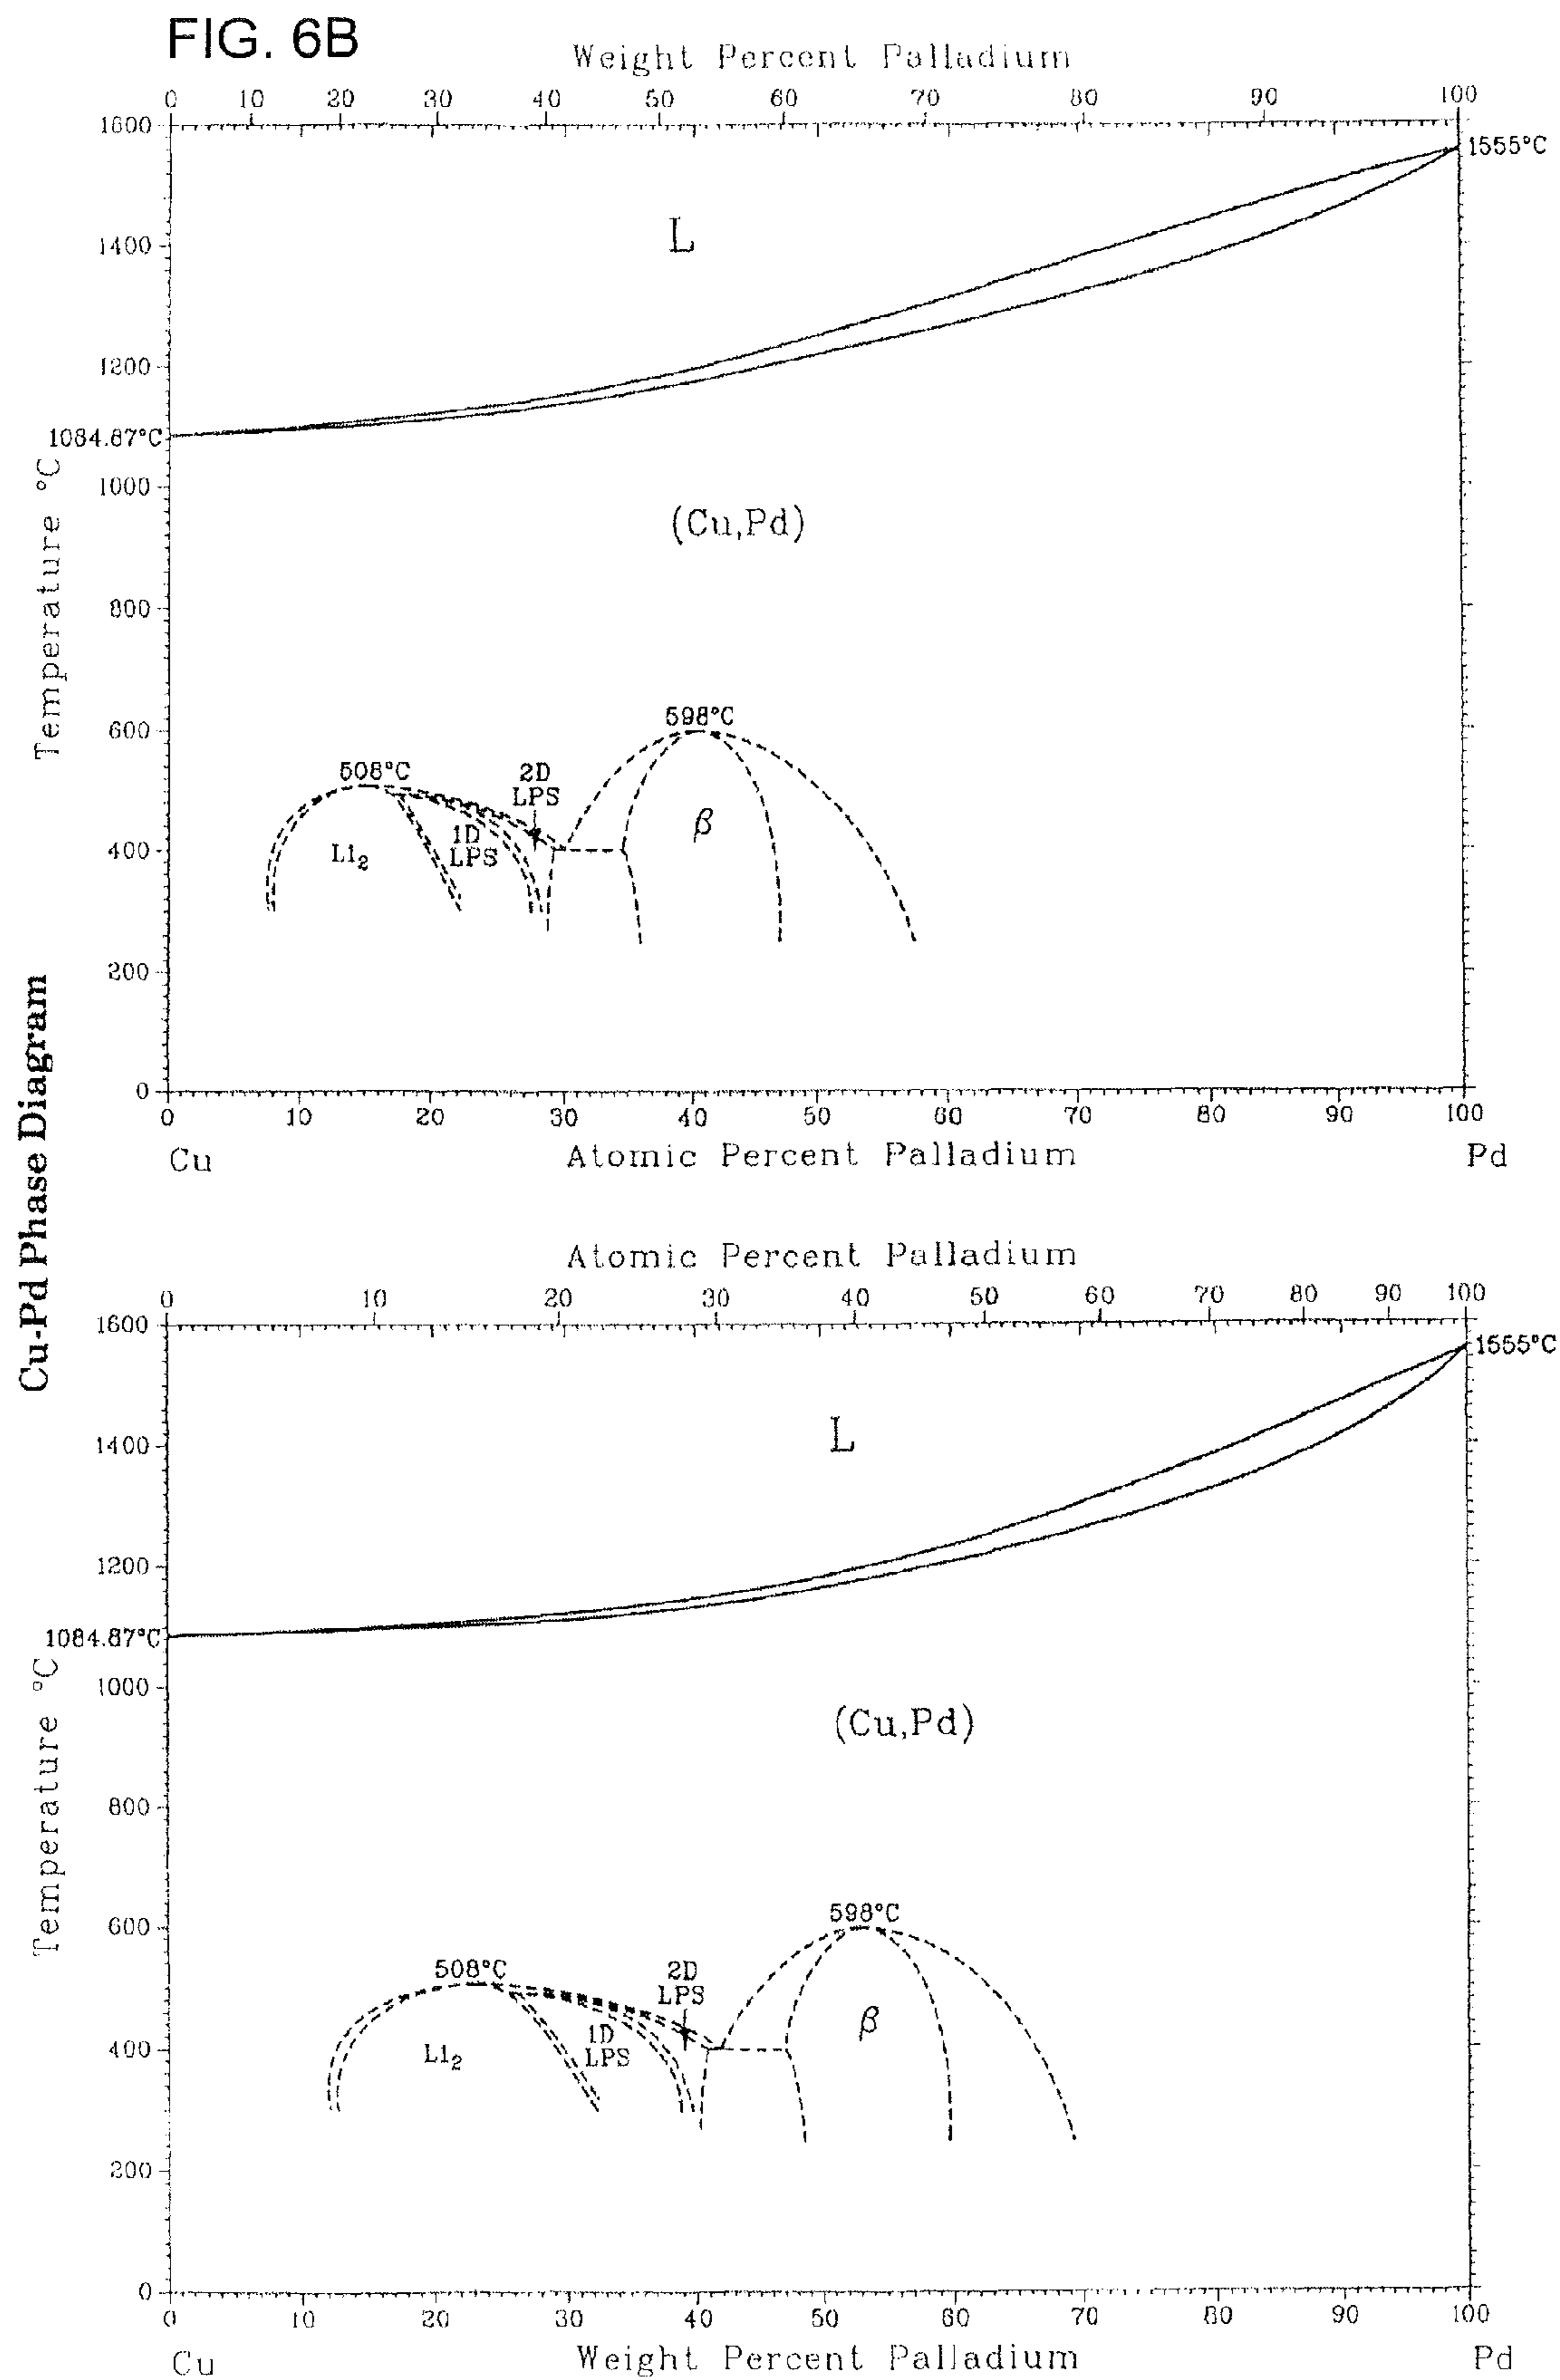 FIG. 6B
Weight Percent Palladium
0 10 20 30 40 50 60 70 80 90 100
1600
1555°C
L
1400
1200
1084.87°C
1000
(Cu,Pd)
800
Temperature °C
600
598°C
508°C
2D
LPS
β
1D
LPS
L1₂
400
200
0
0 10 20 30 40 50 60 70 80 90 100
Cu
Atomic Percent Palladium
Pd
Cu-Pd Phase Diagram
Atomic Percent Palladium
0 10 20 30 40 50 60 70 80 90 100
1600
1555°C
L
1400
1200
1084.87°C
1000
(Cu,Pd)
800
Temperature °C
600
598°C
508°C
2D
LPS
β
1D
LPS
L1₂
400
200
0
0 10 20 30 40 50 60 70 80 90 100
Cu
Weight Percent Palladium
Pd